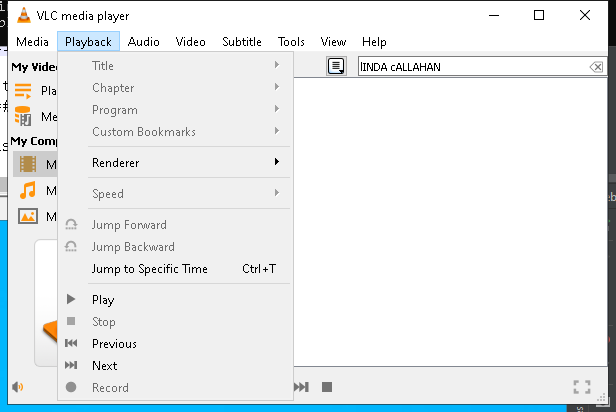 VLC media player
Media Playback Audio Video Subtitle Tools View Help
My Vide
Title
lINDA cALLAHAN
Pla
Chapter
Me
Program
Custom Bookmarks
My Comp
M
Renderer
M
Speed
M
Jump Forward
Jump Backward
Jump to Specific Time Ctrl+T
Play
Stop
Previous
Next
Record